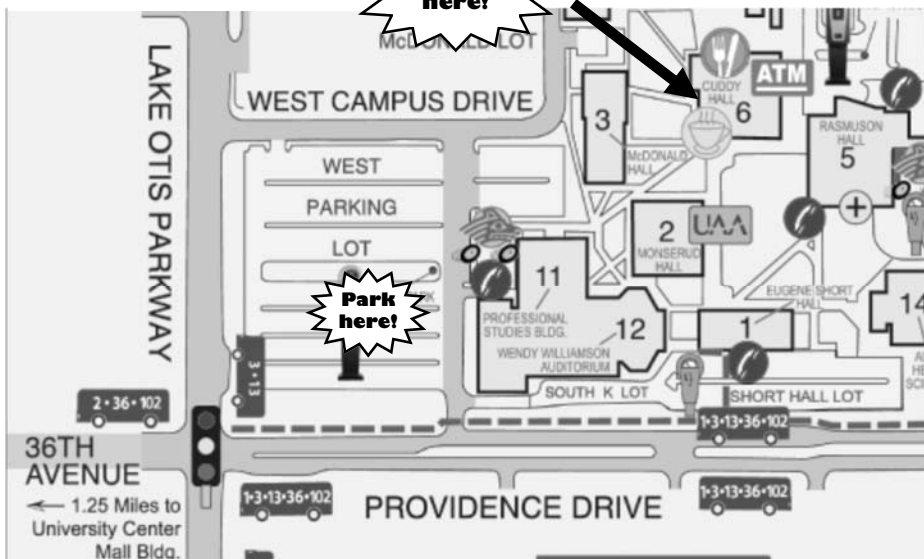 here!
LOT
WEST CAMPUS DRIVE
LAKE OTIS PARKWAY
WEST
PARKING
LOT
Park
here!
3
McDONALD
HALL
CUDDY
HALL
6
ATM
RASMUSON
HALL
5
2
MONSERUD
HALL
UAA
11
PROFESSIONAL
STUDIES BLDG.
12
WENDY WILLIAMSON
AUDITORIUM
EUGENE SHORT
HALL
1
14
SOUTH K LOT
SHORT HALL LOT
3•13
2•36•102
1•3•13•36•102
36TH
AVENUE
1.25 Miles to
University Center
Mall Bldg.
1•3•13•36•102
PROVIDENCE DRIVE
1•3•13•36•102